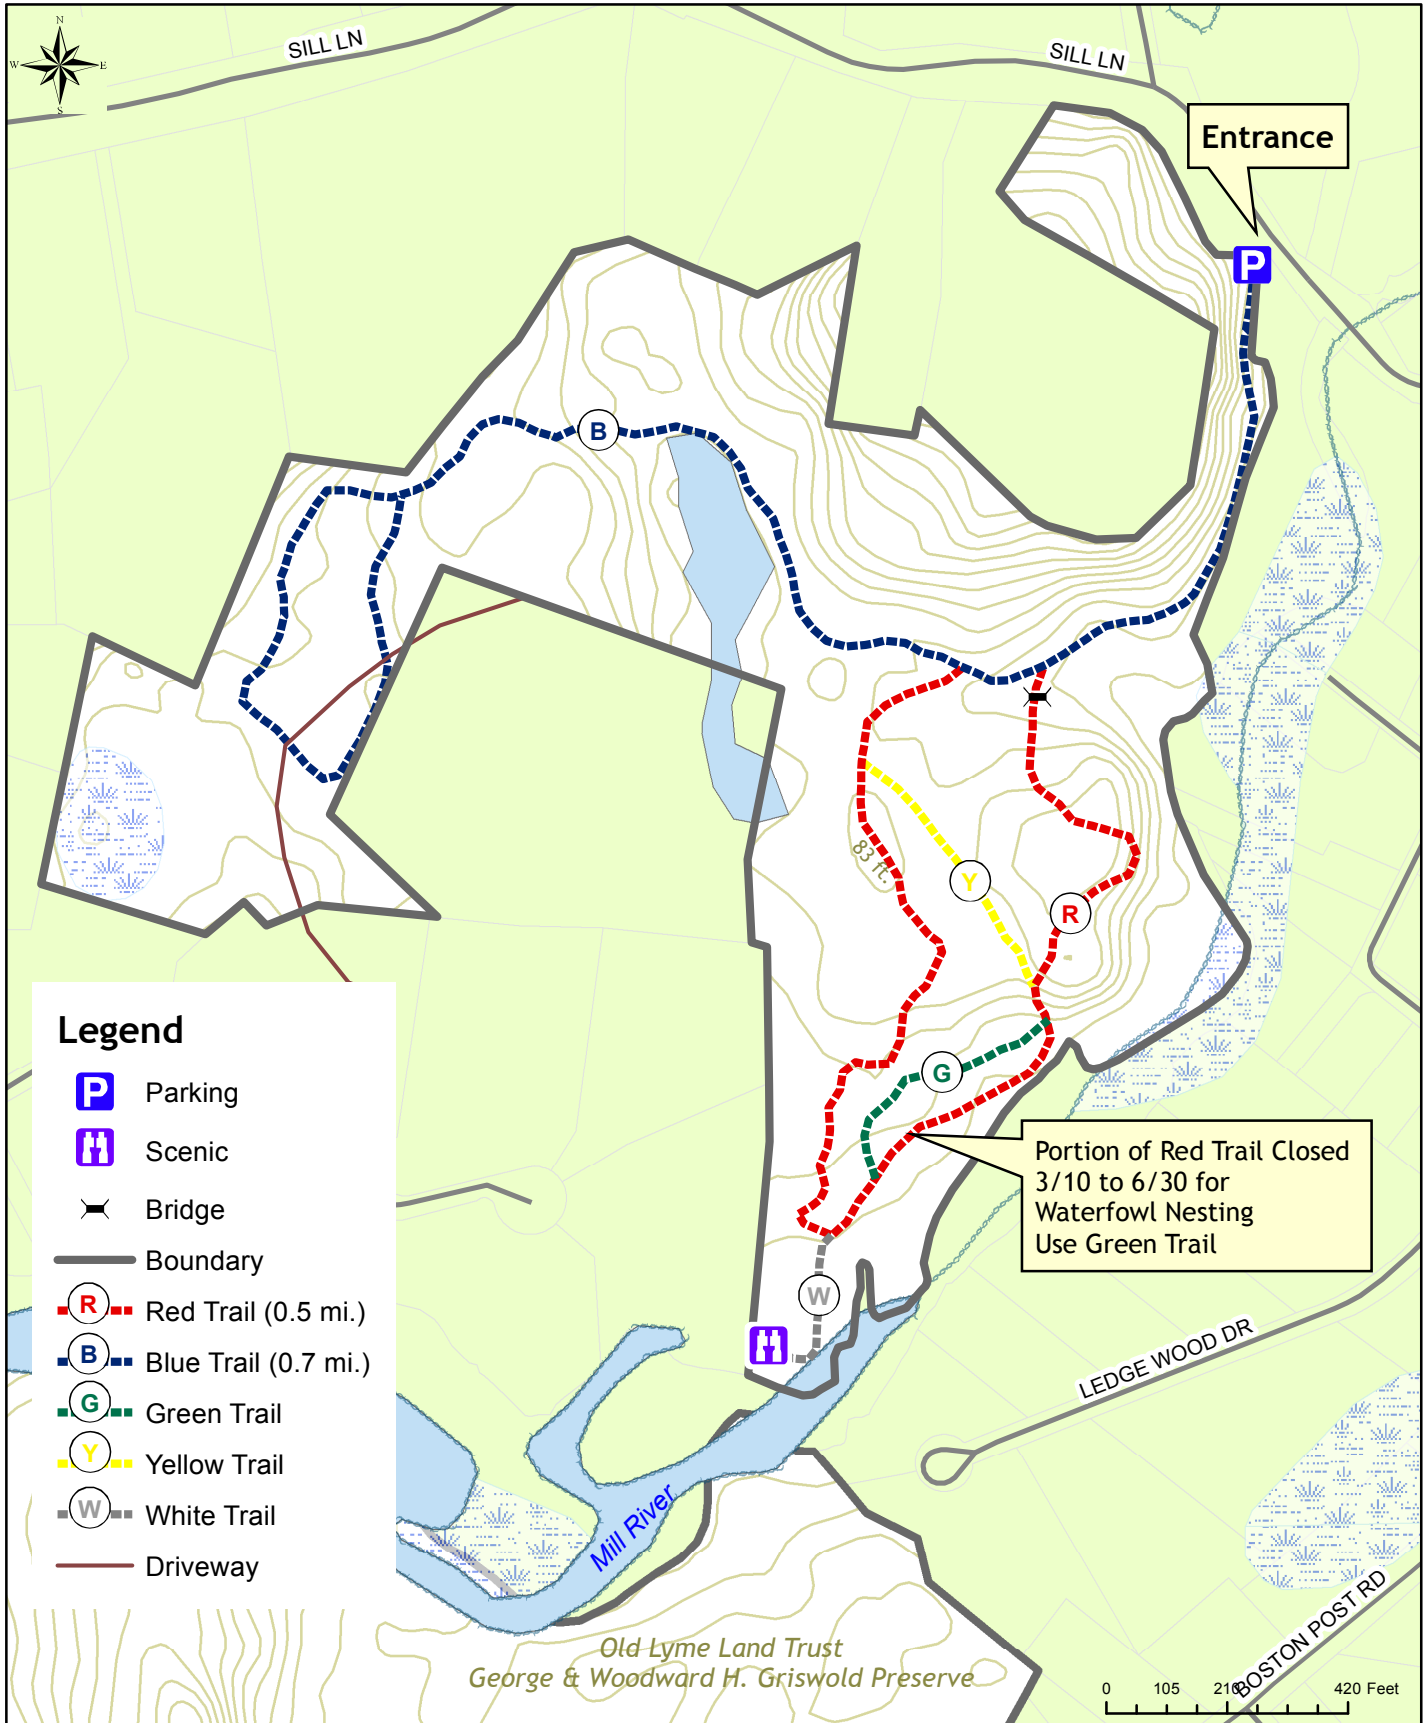 N
W E
S
SILL LN
SILL LN
Entrance
P
B
83 ft.
Y
R
G
W
Portion of Red Trail Closed
3/10 to 6/30 for
Waterfowl Nesting
Use Green Trail
Legend
P Parking
Scenic
Bridge
Boundary
R Red Trail (0.5 mi.)
B Blue Trail (0.7 mi.)
G Green Trail
Y Yellow Trail
W White Trail
Driveway
LEDGE WOOD DR
Mill River
BOSTON POST RD
Old Lyme Land Trust
George & Woodward H. Griswold Preserve
0 105 210 420 Feet